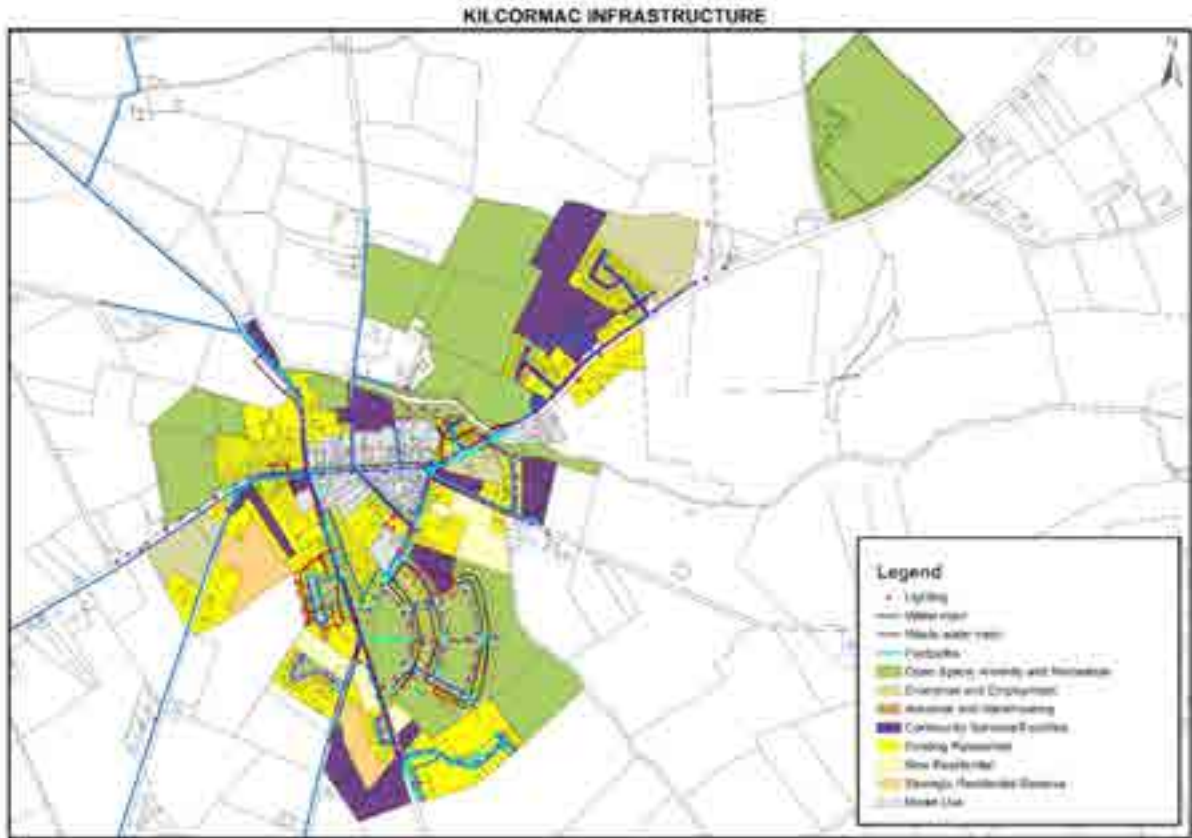 KILCORMAC INFRASTRUCTURE
N
Legend
Lighting
Water main
Waste water main
Footpaths
Open Space, Amenity and Recreation
Enterprise and Employment
Industrial and Warehousing
Community Services/Facilities
Existing Residential
New Residential
Strategic Residential Reserve
Mixed Use